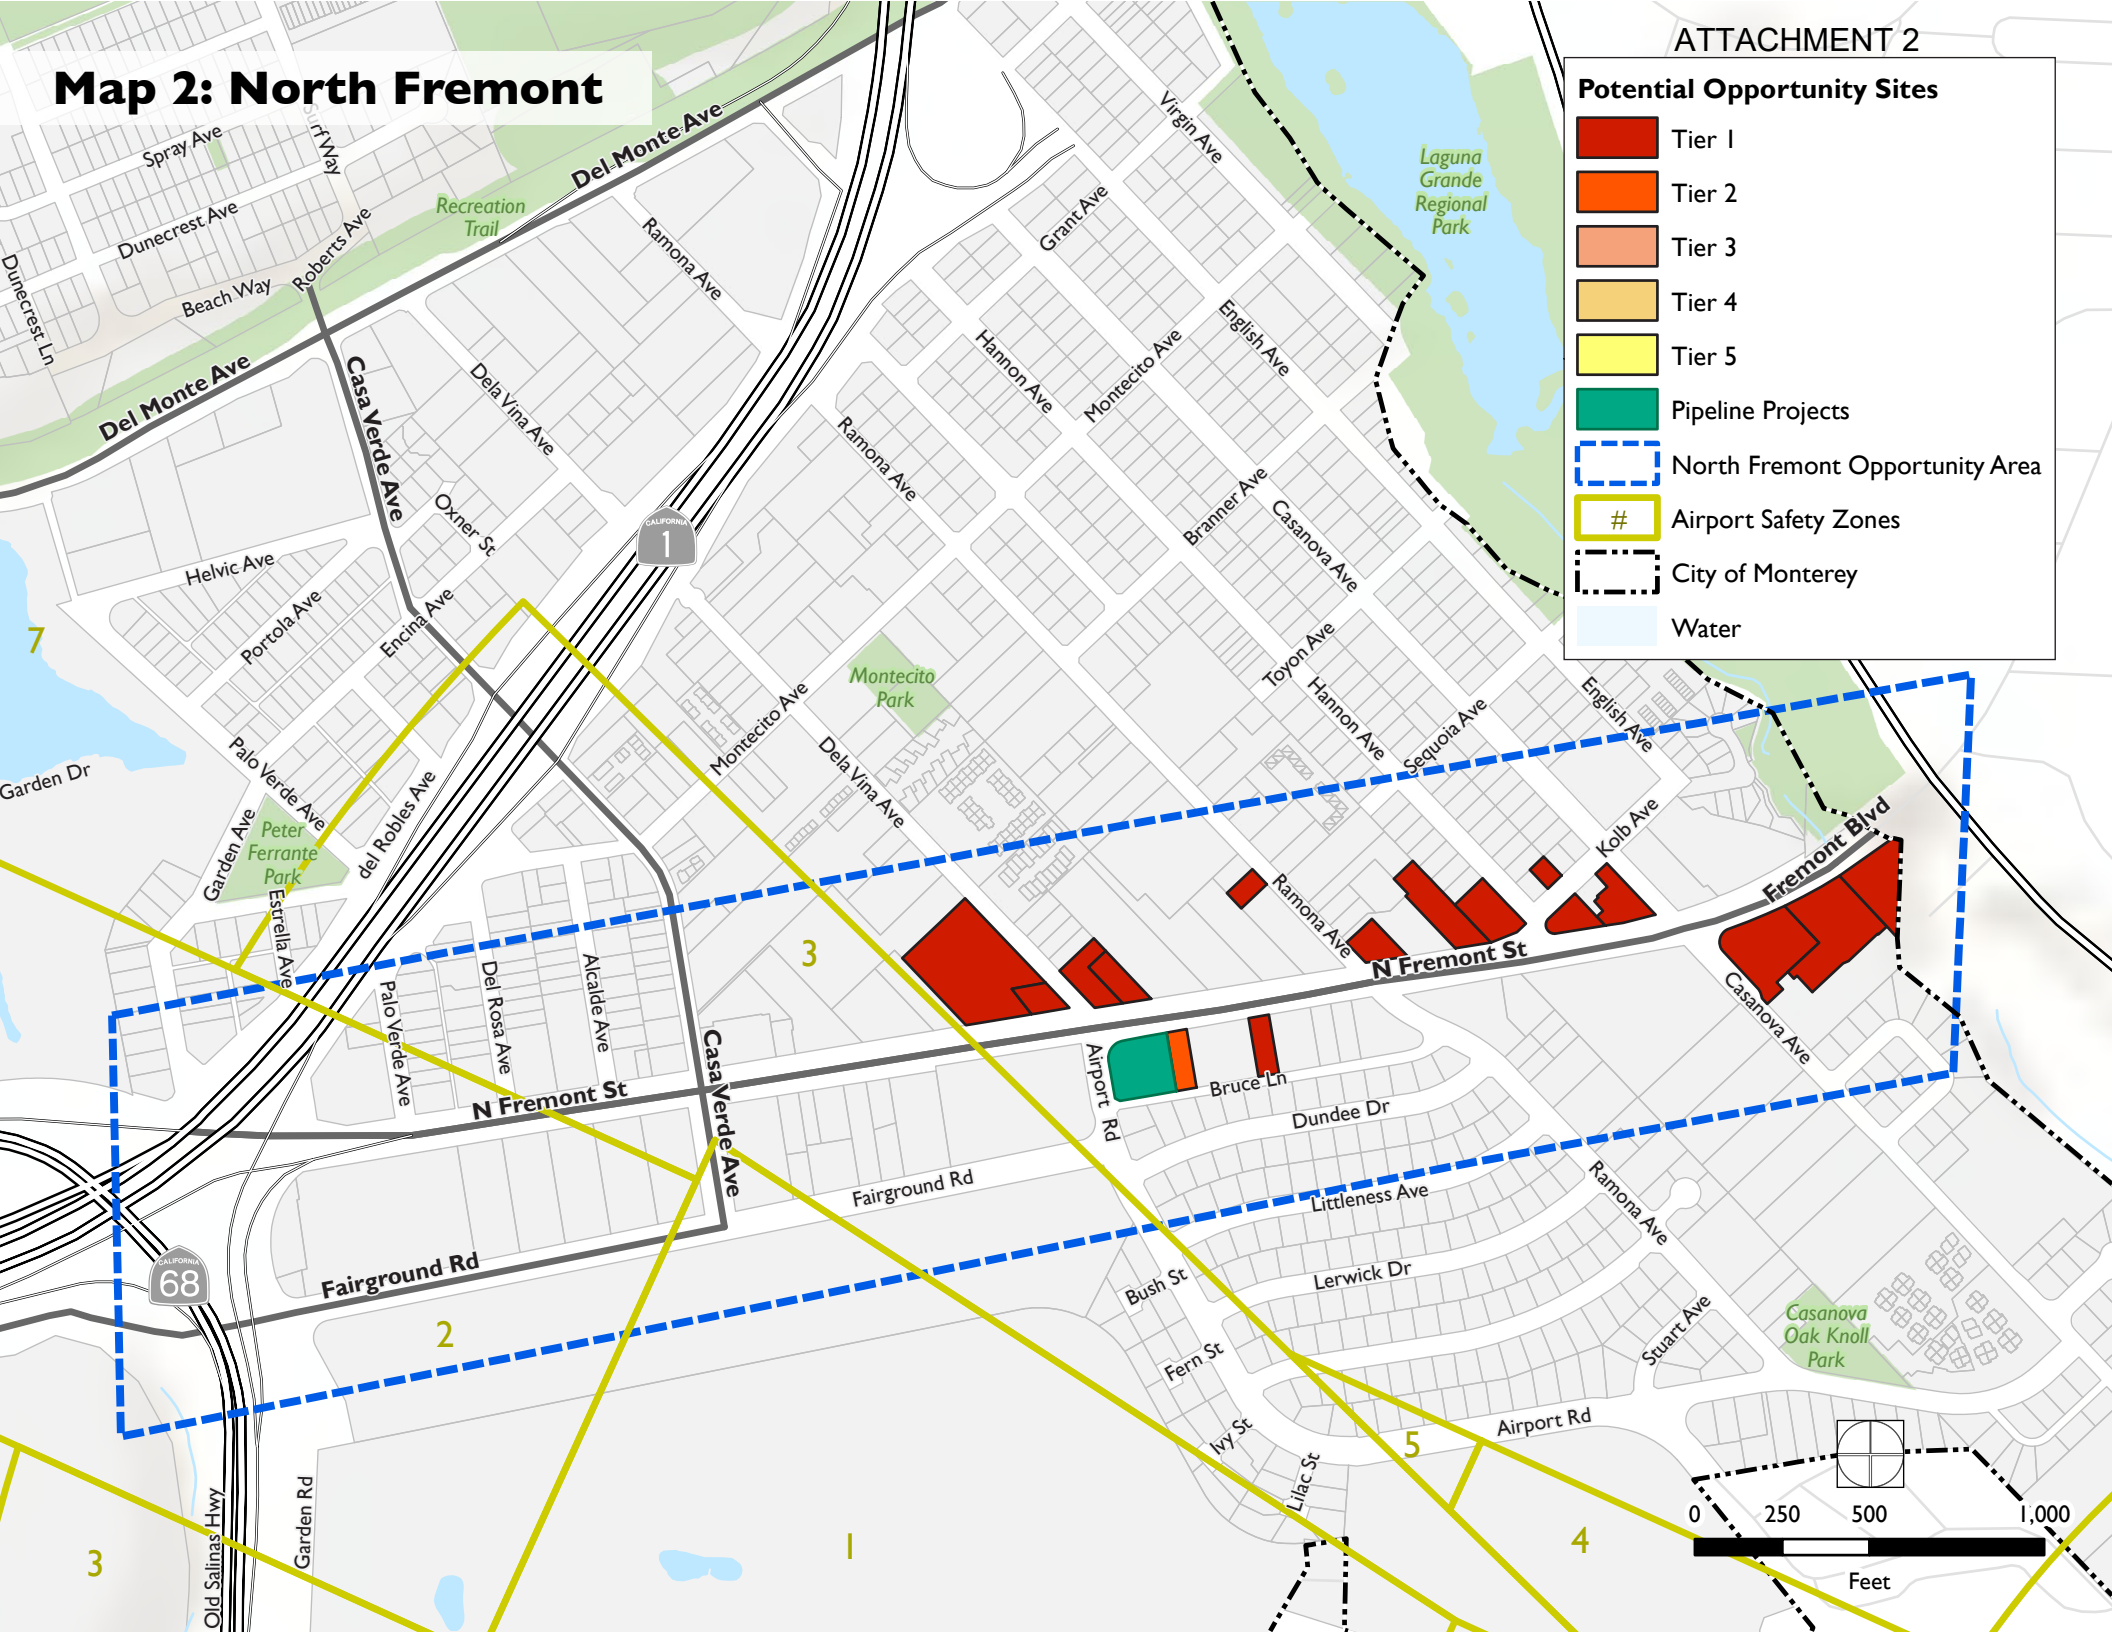 ATTACHMENT 2
Map 2: North Fremont
Potential Opportunity Sites
Tier 1
Tier 2
Tier 3
Tier 4
Tier 5
Pipeline Projects
North Fremont Opportunity Area
#
Airport Safety Zones
City of Monterey
Water
Spray Ave
Surf Way
Dunecrest Ave
Roberts Ave
Beach Way
Dunecrest Ln
Recreation
Trail
Del Monte Ave
Del Monte Ave
Virgin Ave
Laguna
Grande
Regional
Park
Ramona Ave
Grant Ave
Casa Verde Ave
Dela Vina Ave
Hannon Ave
Montecito Ave
English Ave
Ramona Ave
Oxner St
CALIFORNIA
1
Branner Ave
Casanova Ave
Helvic Ave
Portola Ave
Encina Ave
7
Montecito
Park
Toyon Ave
Hannon Ave
Sequoia Ave
English Ave
Montecito Ave
Dela Vina Ave
Palo Verde Ave
Garden Dr
del Robles Ave
Peter
Ferrante
Park
Garden Ave
Estrella Ave
Kolb Ave
Fremont Blvd
Ramona Ave
N Fremont St
3
Palo Verde Ave
Del Rosa Ave
Alcalde Ave
Casanova Ave
Casa Verde Ave
N Fremont St
Airport Rd
Bruce Ln
Dundee Dr
Fairground Rd
Littleness Ave
Ramona Ave
Lerwick Dr
Bush St
CALIFORNIA
68
Fairground Rd
2
Fern St
Stuart Ave
Casanova
Oak Knoll
Park
Ivy St
Airport Rd
5
Lilac St
Old Salinas Hwy
Garden Rd
3
1
4
0 250 500 1,000
Feet